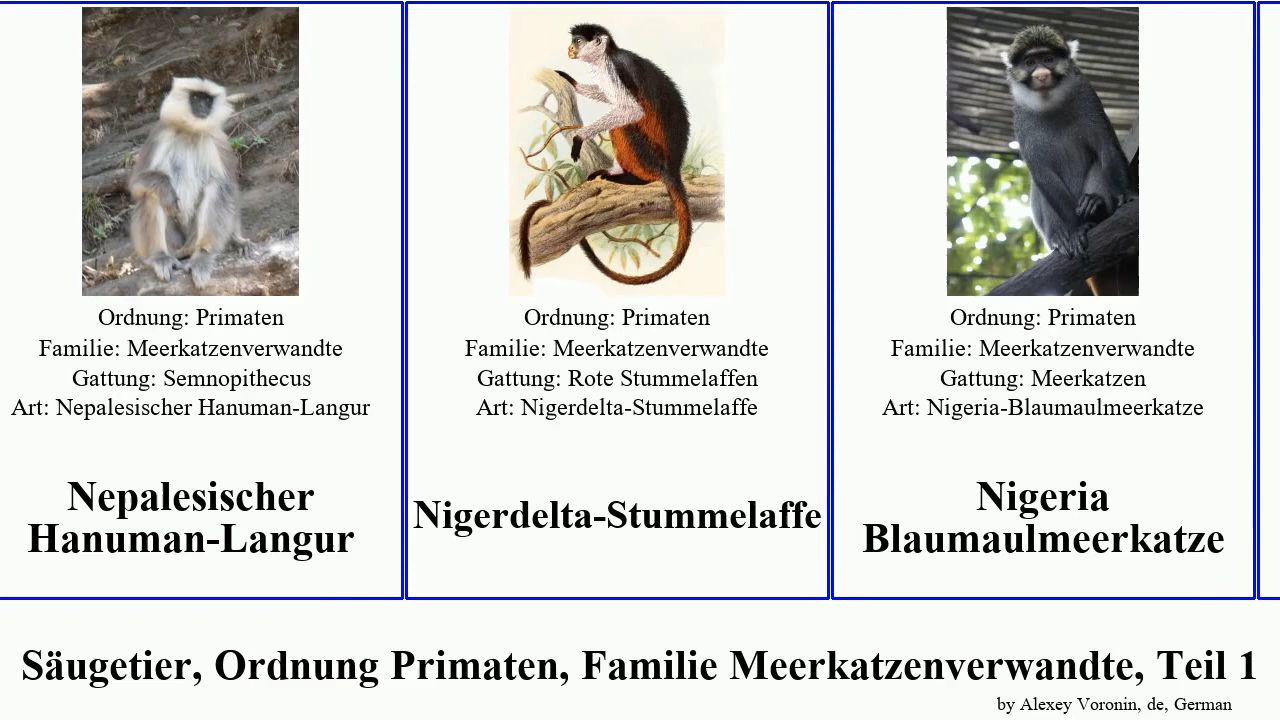 Ordnung: Primaten
Familie: Meerkatzenverwandte
Gattung: Semnopithecus
Art: Nepalesischer Hanuman-Langur
Nepalesischer
Hanuman-Langur
Ordnung: Primaten
Familie: Meerkatzenverwandte
Gattung: Rote Stummelaffen
Art: Nigerdelta-Stummelaffe
Nigerdelta-Stummelaffe
Ordnung: Primaten
Familie: Meerkatzenverwandte
Gattung: Meerkatzen
Art: Nigeria-Blaumaulmeerkatze
Nigeria
Blaumaulmeerkatze
Säugetier, Ordnung Primaten, Familie Meerkatzenverwandte, Teil 1
by Alexey Voronin, de, German